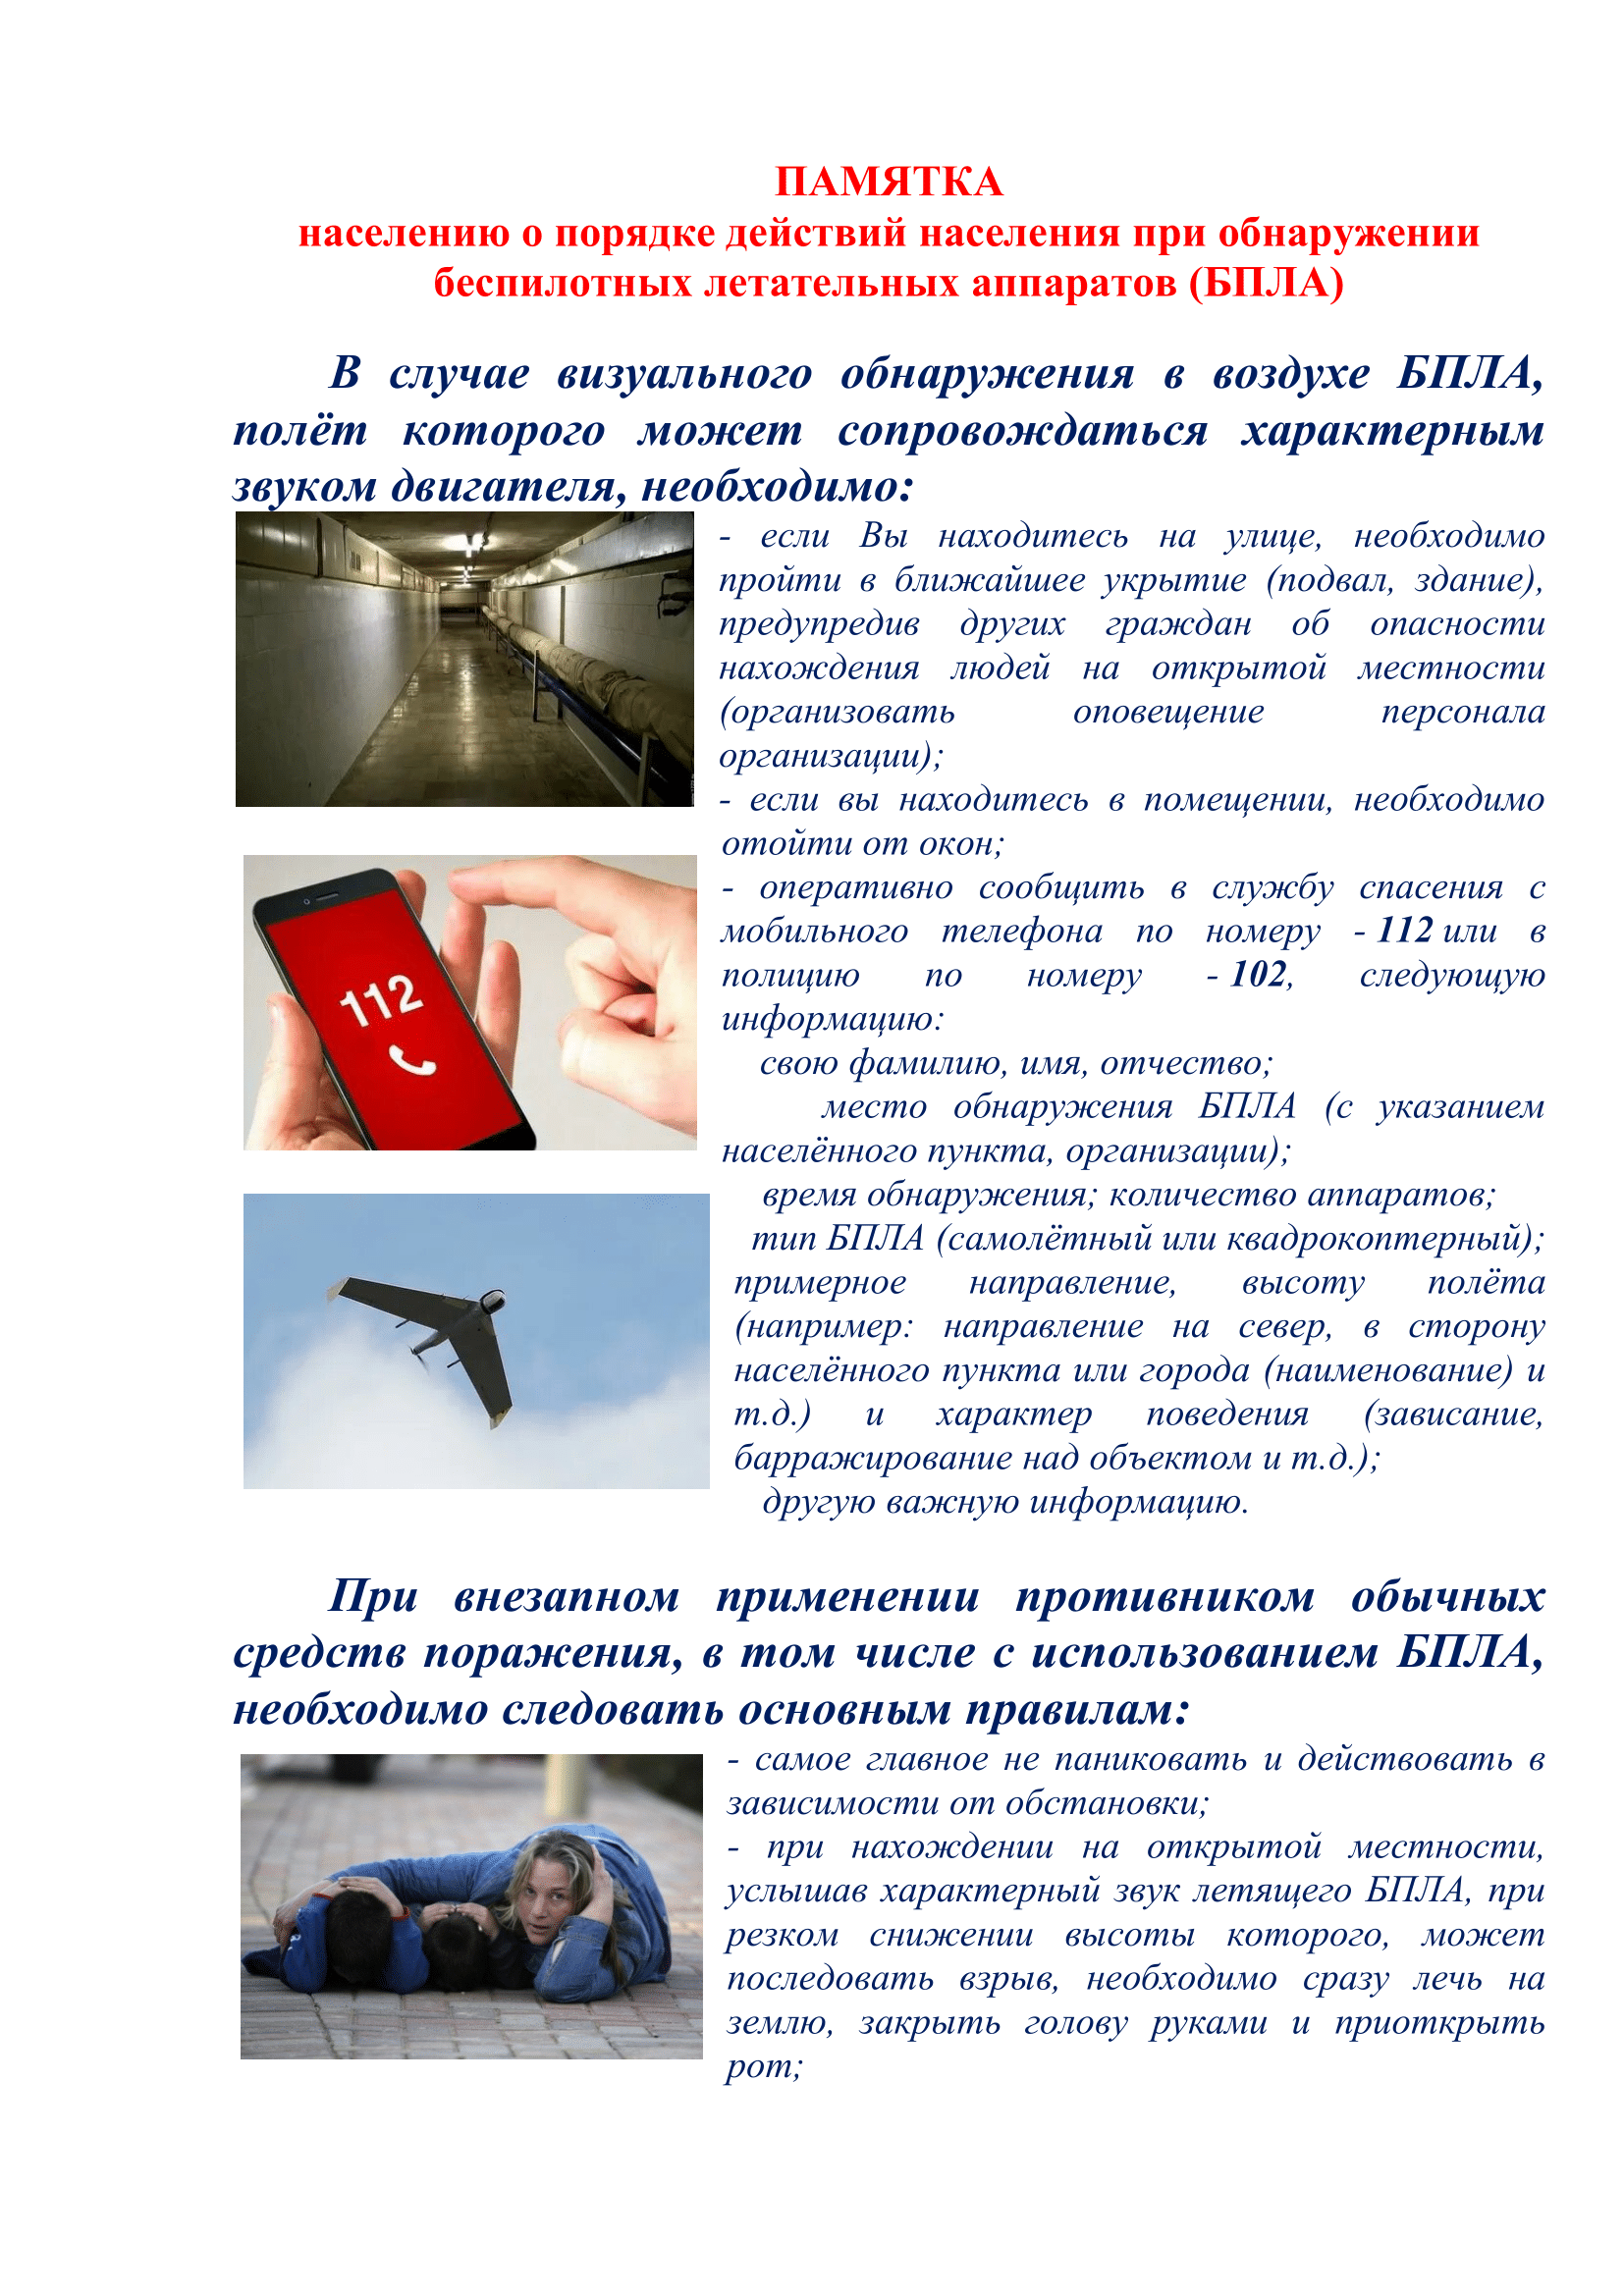 ПАМЯТКА
населению о порядке действий населения при обнаружении
беспилотных летательных аппаратов (БПЛА)
В случае визуального обнаружения в воздухе БПЛА,
полёт которого может сопровождаться характерным
звуком двигателя, необходимо:
- если Вы находитесь на улице, необходимо
пройти в ближайшее укрытие (подвал, здание),
предупредив других граждан об опасности
нахождения людей на открытой местности
(организовать оповещение персонала
организации);
- если вы находитесь в помещении, необходимо
отойти от окон;
- оперативно сообщить в службу спасения с
мобильного телефона по номеру - 112 или в
полицию по номеру - 102, следующую
информацию:
свою фамилию, имя, отчество;
место обнаружения БПЛА (с указанием
населённого пункта, организации);
время обнаружения; количество аппаратов;
тип БПЛА (самолётный или квадрокоптерный);
примерное направление, высоту полёта
(например: направление на север, в сторону
населённого пункта или города (наименование) и
т.д.) и характер поведения (зависание,
барражирование над объектом и т.д.);
другую важную информацию.
112
При внезапном применении противником обычных
средств поражения, в том числе с использованием БПЛА,
необходимо следовать основным правилам:
- самое главное не паниковать и действовать в
зависимости от обстановки;
- при нахождении на открытой местности,
услышав характерный звук летящего БПЛА, при
резком снижении высоты которого, может
последовать взрыв, необходимо сразу лечь на
землю, закрыть голову руками и приоткрыть
рот;